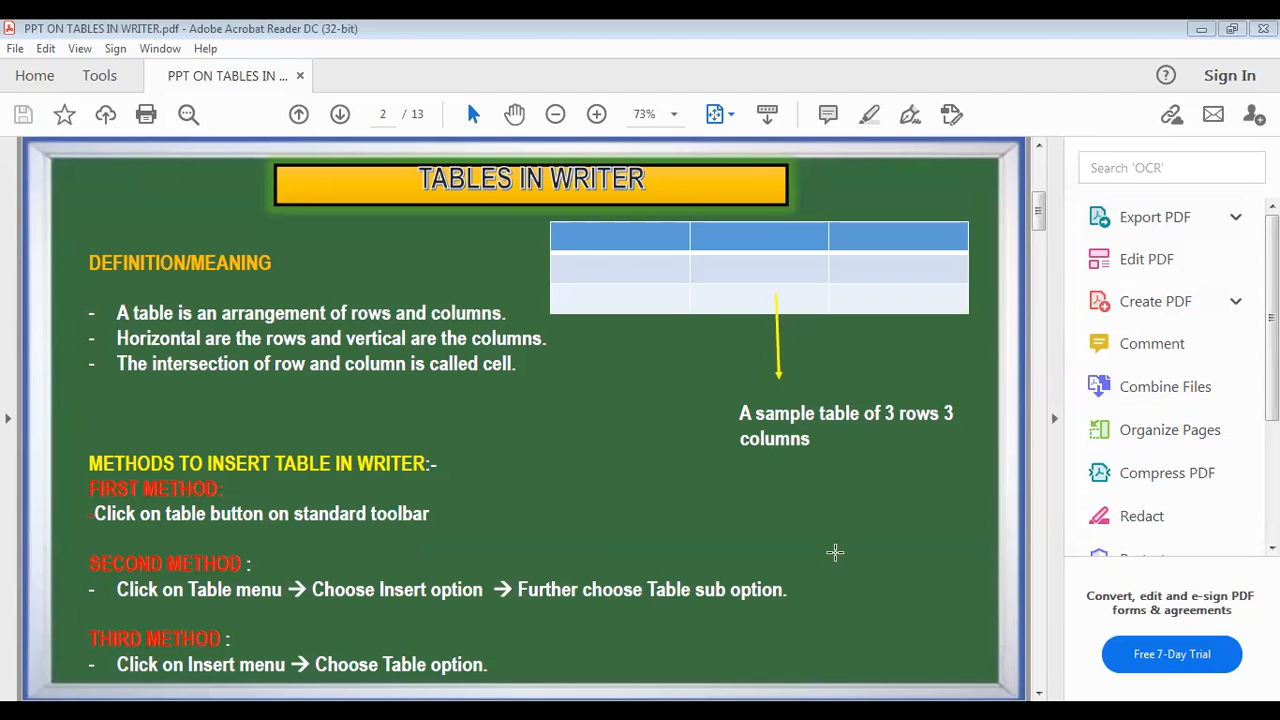 PPT ON TABLES IN WRITER.pdf - Adobe Acrobat Reader DC (32-bit)
File Edit View Sign Window Help
Home Tools PPT ON TABLES IN ... × Sign In
2 / 13 73%
TABLES IN WRITER
Search 'OCR'
DEFINITION/MEANING
- A table is an arrangement of rows and columns.
- Horizontal are the rows and vertical are the columns.
- The intersection of row and column is called cell.
A sample table of 3 rows 3
columns
METHODS TO INSERT TABLE IN WRITER:-
FIRST METHOD:
-Click on table button on standard toolbar
SECOND METHOD :
- Click on Table menu → Choose Insert option → Further choose Table sub option.
THIRD METHOD :
- Click on Insert menu → Choose Table option.
Export PDF
Edit PDF
Create PDF
Comment
Combine Files
Organize Pages
Compress PDF
Redact
Convert, edit and e-sign PDF
forms & agreements
Free 7-Day Trial